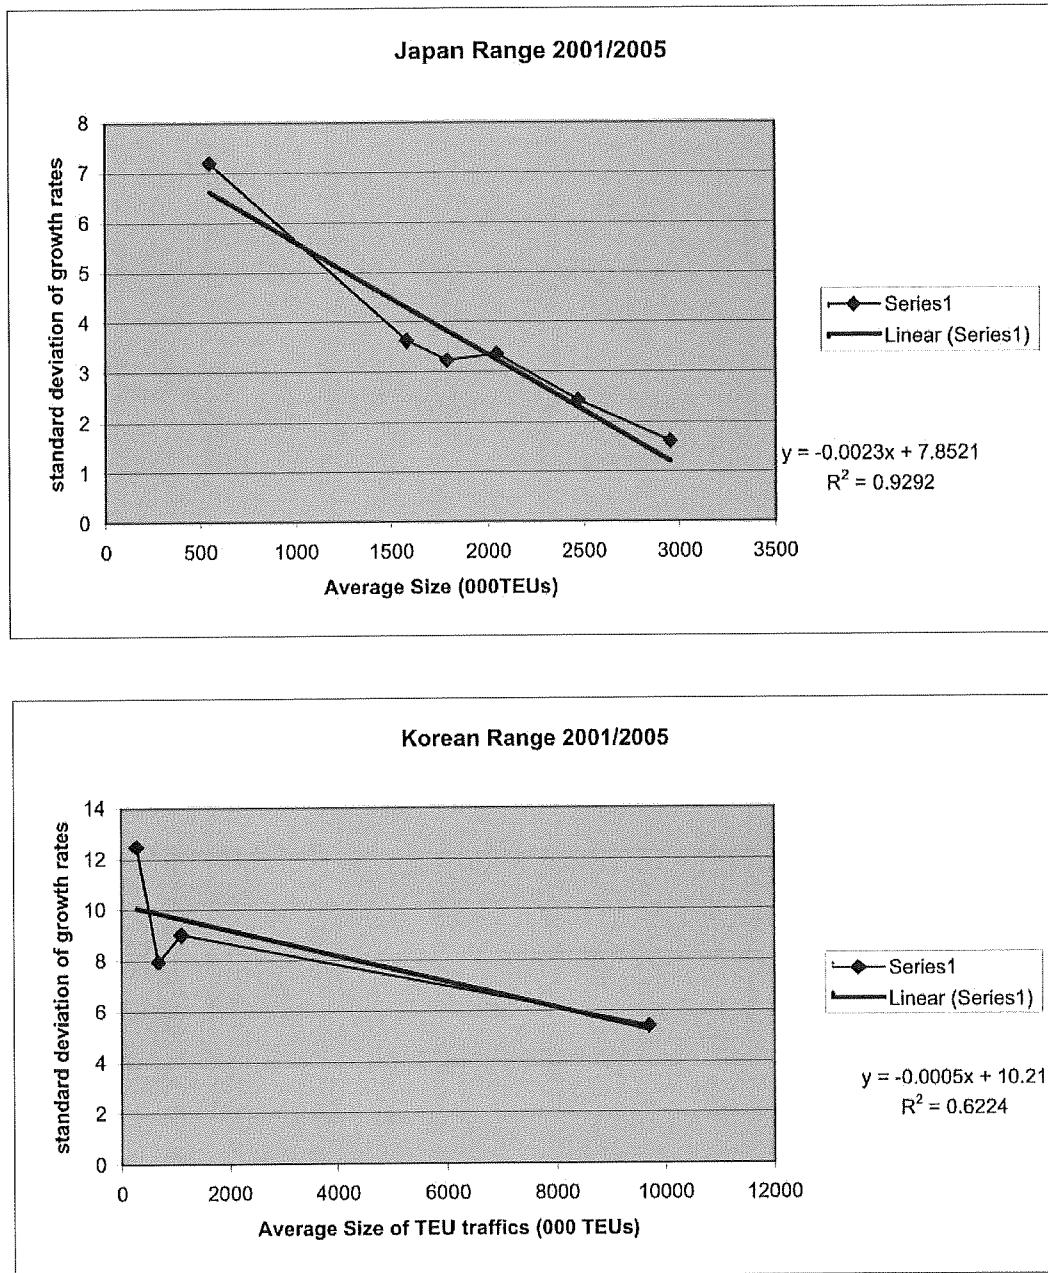 Japan Range 2001/2005
standard deviation of growth rates
8
7
6
5
4
3
2
1
0
0 500 1000 1500 2000 2500 3000 3500
Average Size (000TEUs)
Series1
Linear (Series1)
y = -0.0023x + 7.8521
R² = 0.9292
Korean Range 2001/2005
standard deviation of growth rates
14
12
10
8
6
4
2
0
0 2000 4000 6000 8000 10000 12000
Average Size of TEU traffics (000 TEUs)
Series1
Linear (Series1)
y = -0.0005x + 10.21
R² = 0.6224